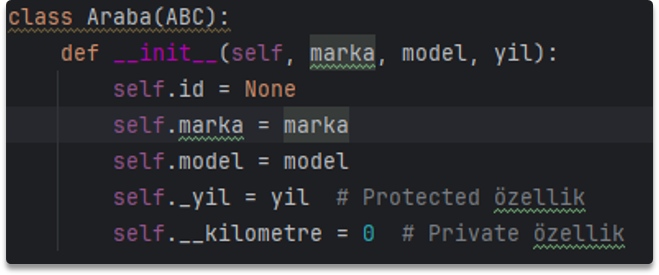 class Araba(ABC):
def __init__(self, marka, model, yil):
self.id = None
self.marka = marka
self.model = model
self._yil = yil  # Protected özellik
self.__kilometre = 0  # Private özellik